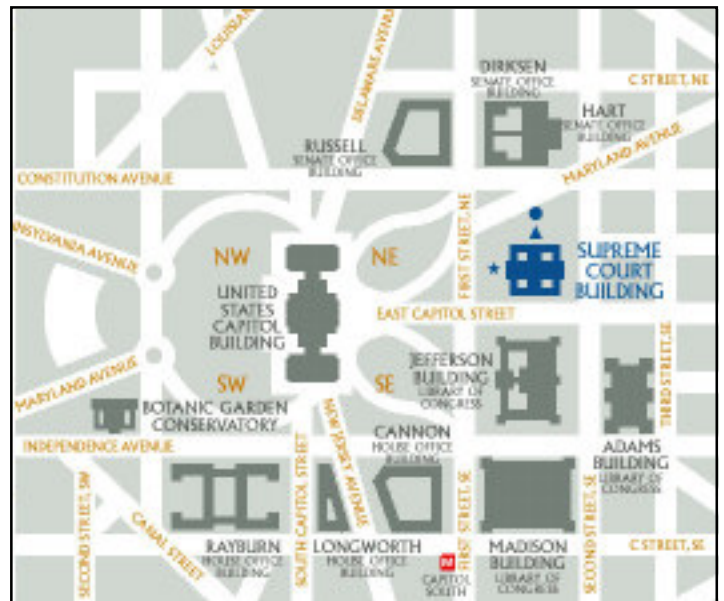 LOUISIAN
DELAWARE AVENU
DIRKSEN
SENATE OFFICE
BUILDING
C STREET, NE
HART
SENATE OFFICE
BUILDING
RUSSELL
SENATE OFFICE
BUILDING
MARYLAND AVENUE
CONSTITUTION AVENUE
FIRST STREET, NE
NSYLVANIA AVENUE
NW
NE
SUPREME
COURT
BUILDING
UNITED
STATES
CAPITOL
BUILDING
EAST CAPITOL STREET
JEFFERSON
BUILDING
LIBRARY OF
CONGRESS
THIRD STREET, SE
MARYLAND AVENUE
SW
SE
BOTANIC GARDEN
CONSERVATORY
NEW JERSEY AVENUE
CANNON
HOUSE OFFICE
BUILDING
INDEPENDENCE AVENUE
SOUTH CAPITOL STREET
ADAMS
BUILDING
LIBRARY OF
CONGRESS
SECOND STREET, SW
CANAL STREET
FIRST STREET, SE
SECOND STREET, SE
RAYBURN
HOUSE OFFICE
BUILDING
LONGWORTH
HOUSE OFFICE
BUILDING
M
CAPITOL
SOUTH
MADISON
BUILDING
LIBRARY OF
CONGRESS
C STREET, SE